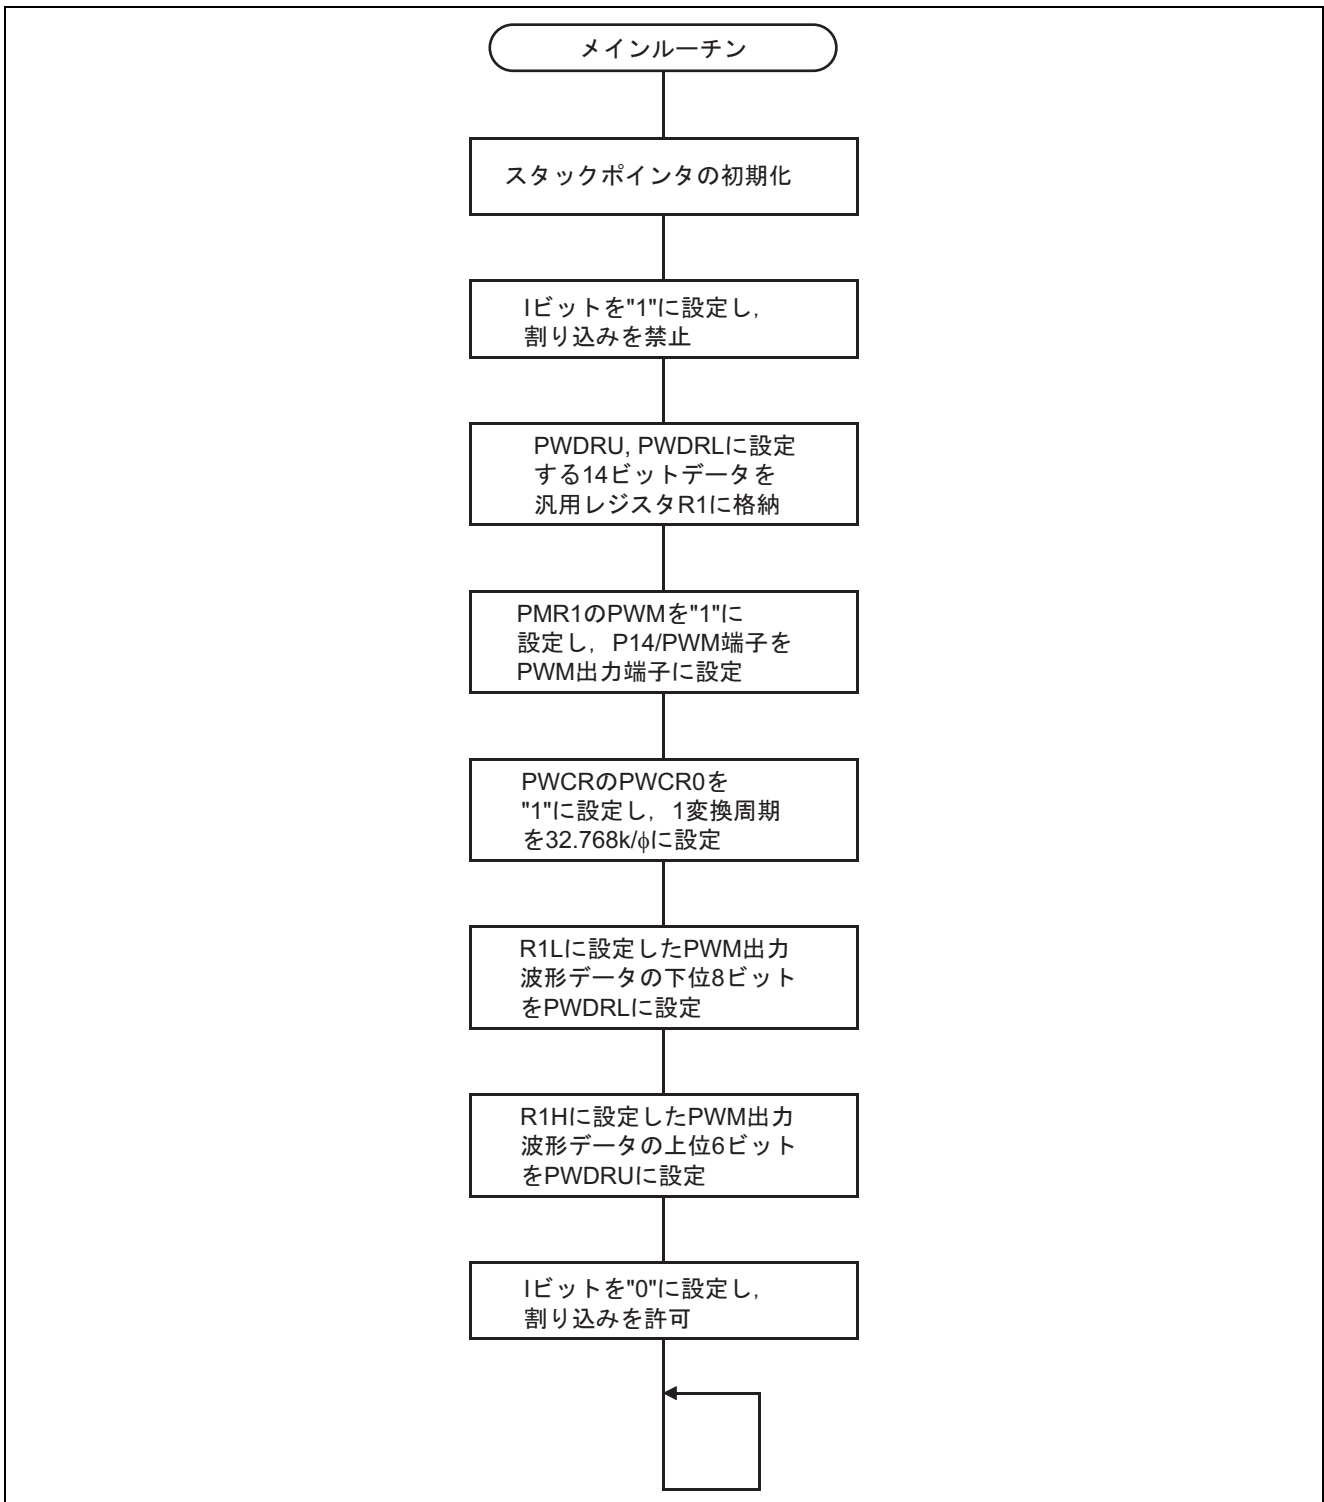 メインルーチン
スタックポインタの初期化
Iビットを"1"に設定し,
割り込みを禁止
PWDRU, PWDRLに設定
する14ビットデータを
汎用レジスタR1に格納
PMR1のPWMを"1"に
設定し, P14/PWM端子を
PWM出力端子に設定
PWCRのPWCR0を
"1"に設定し, 1変換周期
を32.768k/ϕに設定
R1Lに設定したPWM出力
波形データの下位8ビット
をPWDRLに設定
R1Hに設定したPWM出力
波形データの上位6ビット
をPWDRUに設定
Iビットを"0"に設定し,
割り込みを許可